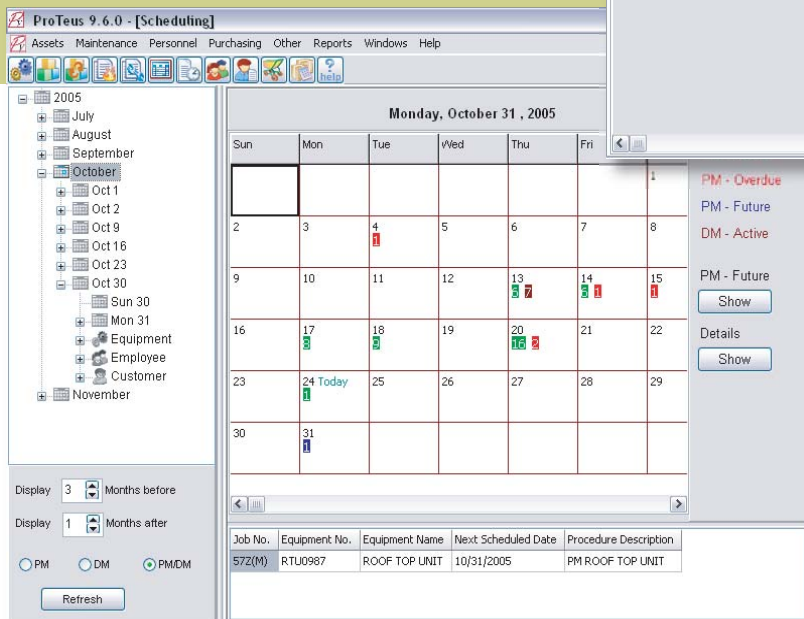 ProTeus 9.6.0 - [Scheduling]
Assets Maintenance Personnel Purchasing Other Reports Windows Help
help
2005
July
August
September
October
Oct 1
Oct 2
Oct 9
Oct 16
Oct 23
Oct 30
Sun 30
Mon 31
Equipment
Employee
Customer
November
Display 3 Months before
Display 1 Months after
PM DM PM/DM
Refresh
Monday, October 31 , 2005
Sun Mon Tue Wed Thu Fri
1
2 3 4 5 6 7 8
1
9 10 11 12 13 14 15
6 7 6 1 1
16 17 18 19 20 21 22
8 9 16 2
23 24 Today 25 26 27 28 29
1
30 31
1
PM - Overdue
PM - Future
DM - Active
PM - Future
Show
Details
Show
Job No. Equipment No. Equipment Name Next Scheduled Date Procedure Description
57Z(M) RTU0987 ROOF TOP UNIT 10/31/2005 PM ROOF TOP UNIT